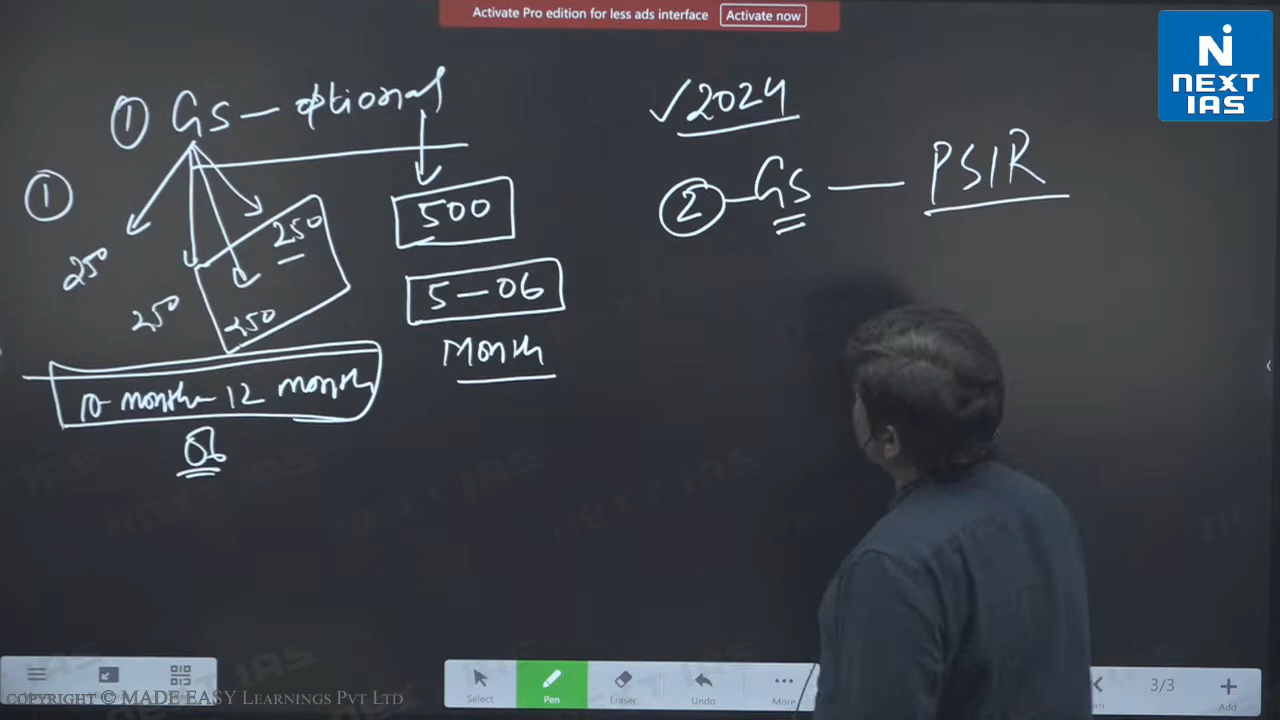 Activate Pro edition for less ads interface Activate now
NEXT
IAS
① GS - optional
①
250
250
250
250
500
5 - 06
Month
10 month - 12 month
✓2024
② - GS — PSIR
Select
Pen
Eraser
Undo
More
3/3
Add
COPYRIGHT © MADE EASY LEARNINGS PVT LTD